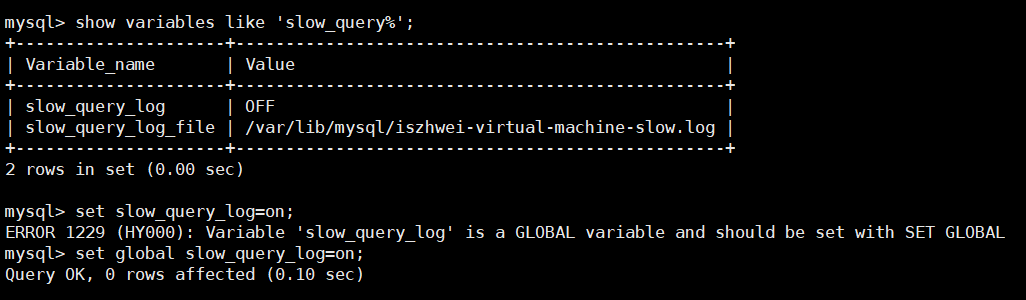 mysql> show variables like 'slow_query%';
+---------------------+-----------------------------------------------+
| Variable_name       | Value                                         |
+---------------------+-----------------------------------------------+
| slow_query_log      | OFF                                           |
| slow_query_log_file | /var/lib/mysql/iszhwei-virtual-machine-slow.log |
+---------------------+-----------------------------------------------+
2 rows in set (0.00 sec)
mysql> set slow_query_log=on;
ERROR 1229 (HY000): Variable 'slow_query_log' is a GLOBAL variable and should be set with SET GLOBAL
mysql> set global slow_query_log=on;
Query OK, 0 rows affected (0.10 sec)